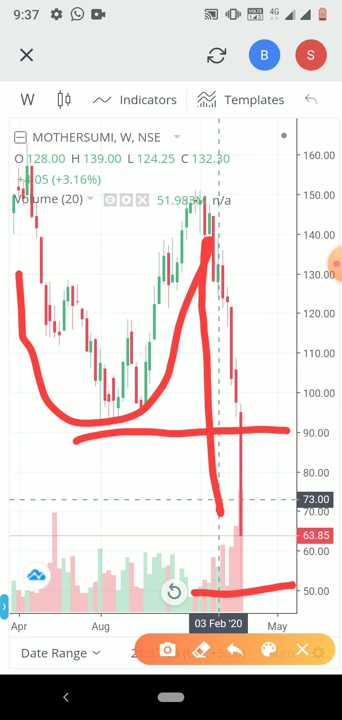 9:37 4G
B S
W Indicators Templates
MOTHERSUMI, W, NSE
O 128.00 H 139.00 L 124.25 C 132.30
+4.05 (+3.16%)
Volume (20) n/a
160.00
150.00
140.00
130.00
120.00
110.00
100.00
90.00
80.00
73.00
70.00
63.85
60.00
50.00
Apr Aug 03 Feb '20 May
Date Range